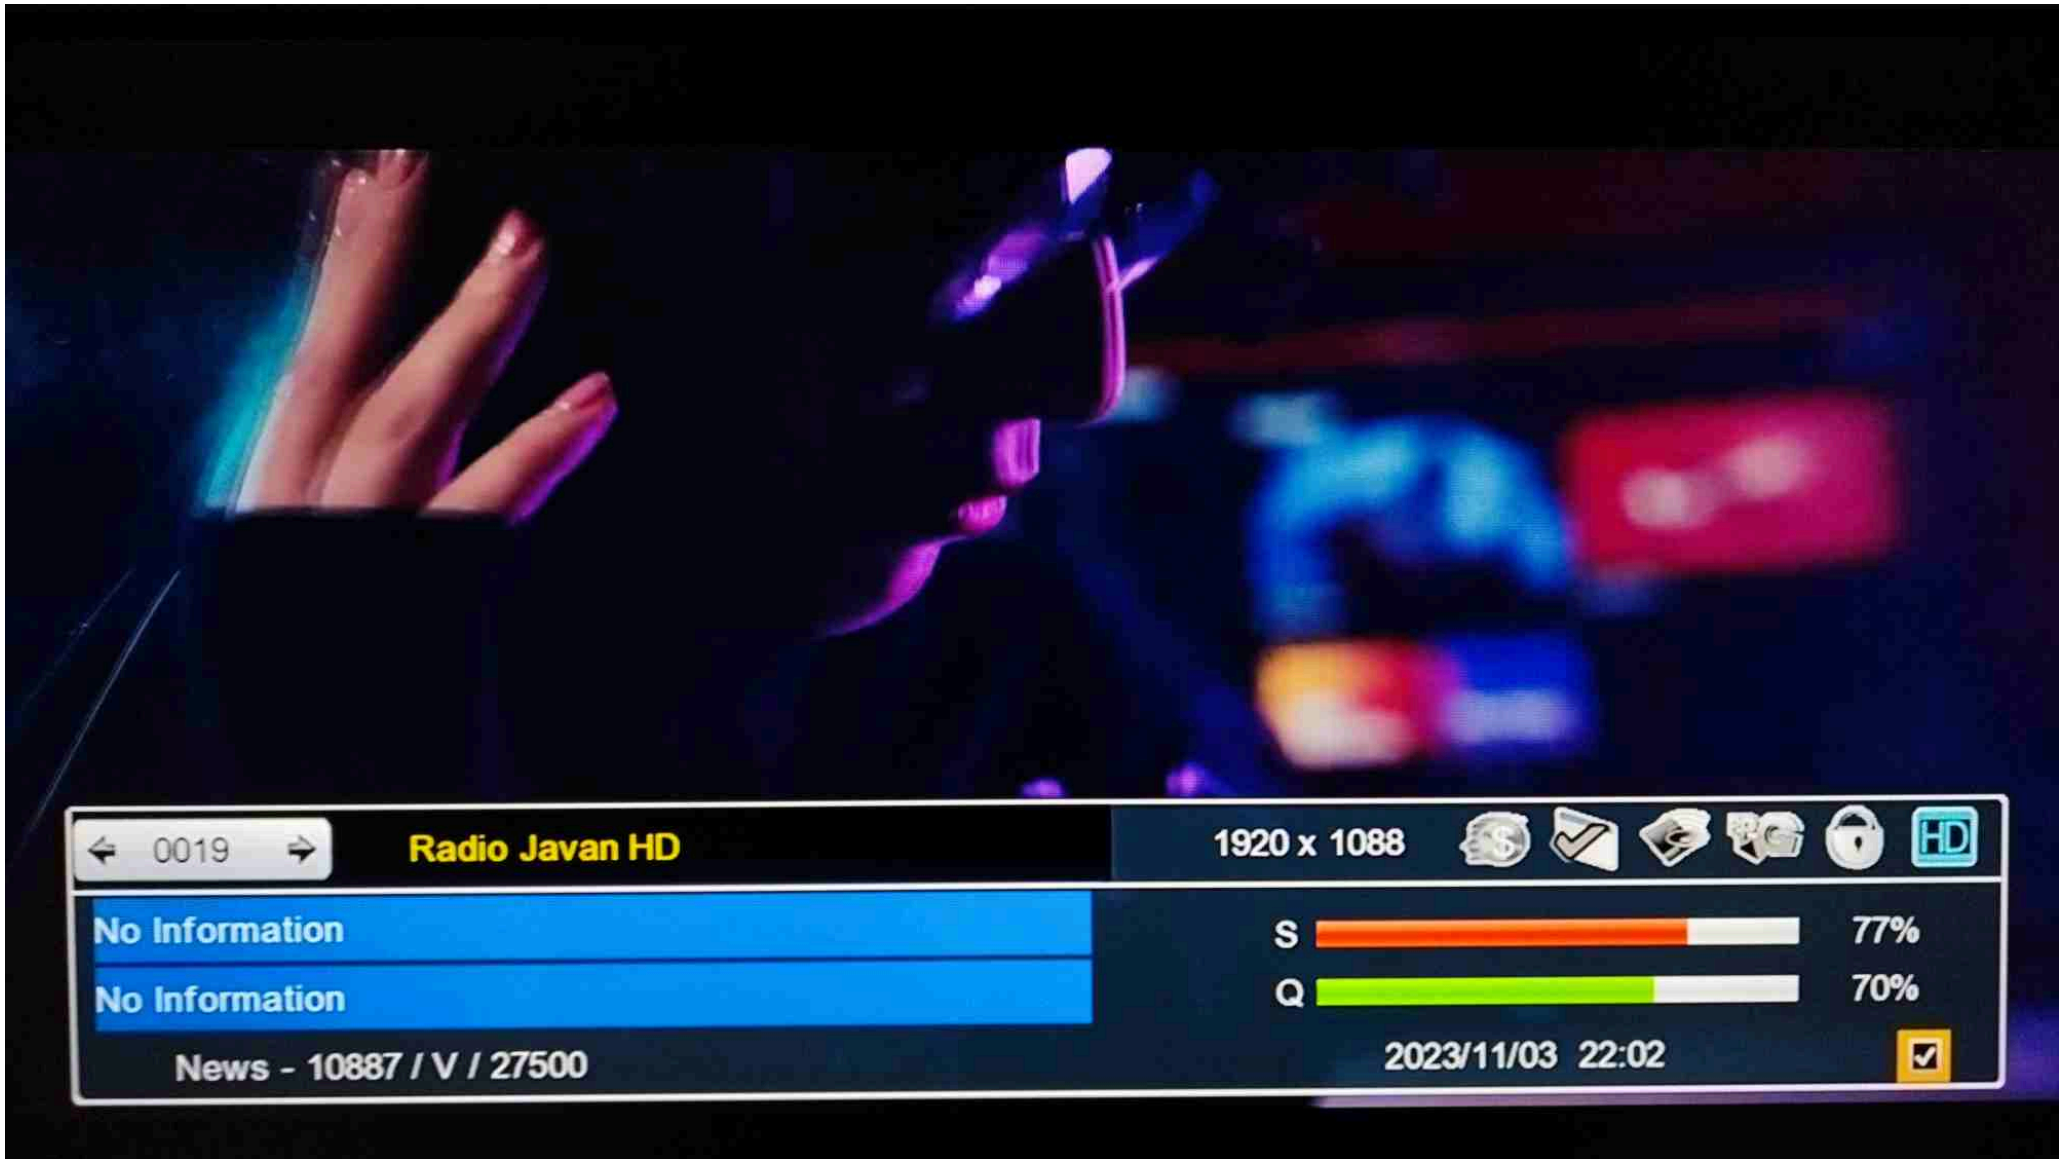 0019
Radio Javan HD
1920 x 1088
HD
No Information
S 77%
No Information
Q 70%
News - 10887 / V / 27500
2023/11/03 22:02